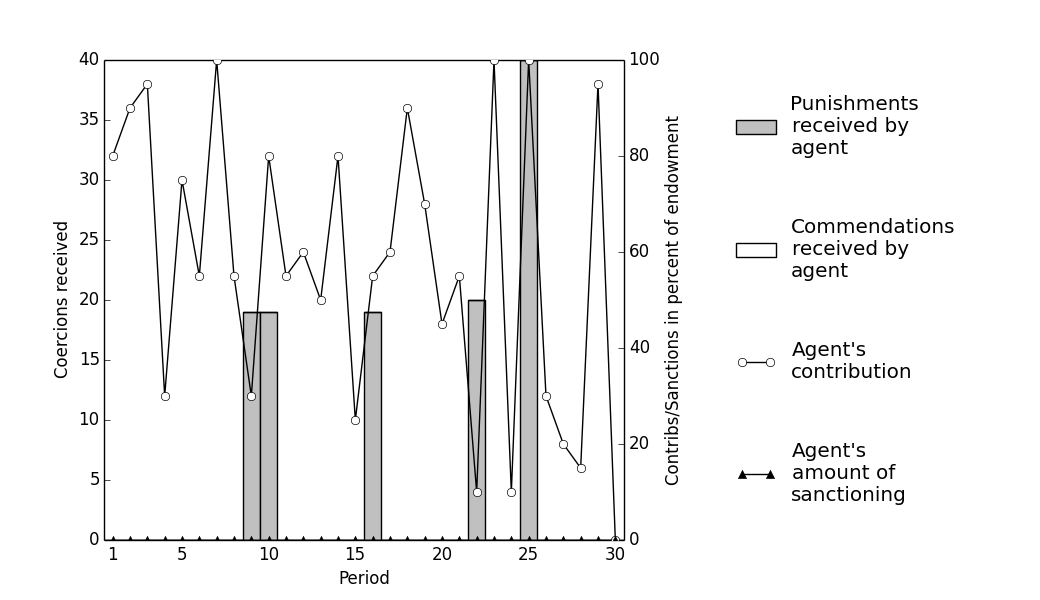 40
35
30
25
20
15
10
5
0
Coercions received
1
5
10
15
20
25
30
Period
100
80
60
40
20
0
Contribs/Sanctions in percent of endowment
Punishments
received by
agent
Commendations
received by
agent
Agent's
contribution
Agent's
amount of
sanctioning